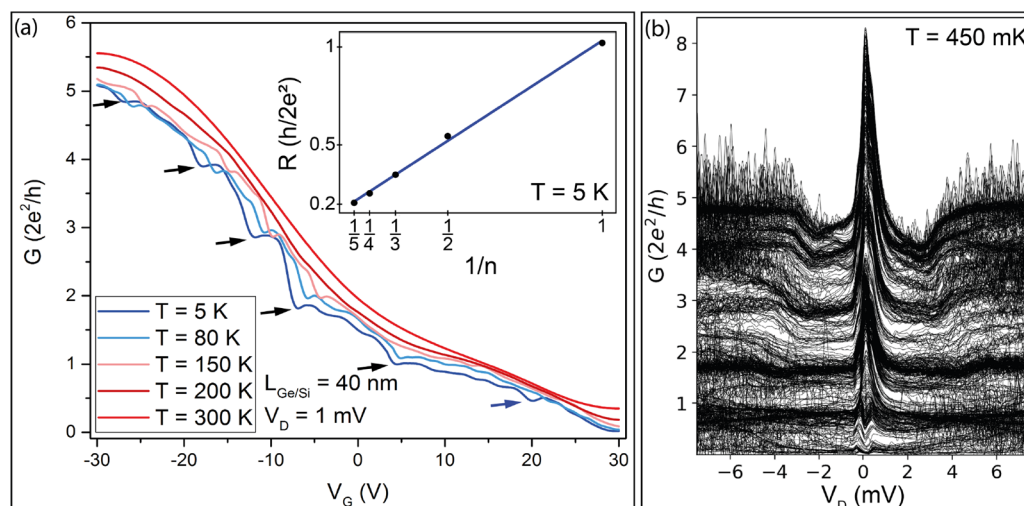 (a)
6
5
4
3
2
1
0
G (2e²/h)
-30
-20
-10
0
10
20
30
V_G (V)
T = 5 K
T = 80 K
T = 150 K
T = 200 K
T = 300 K
L_Ge/Si = 40 nm
V_D = 1 mV
R (h/2e²)
1
0.5
0.2
1/5
1/4
1/3
1/2
1
1/n
T = 5 K
(b)
T = 450 mK
G (2e²/h)
8
7
6
5
4
3
2
1
-6
-4
-2
0
2
4
6
V_D (mV)